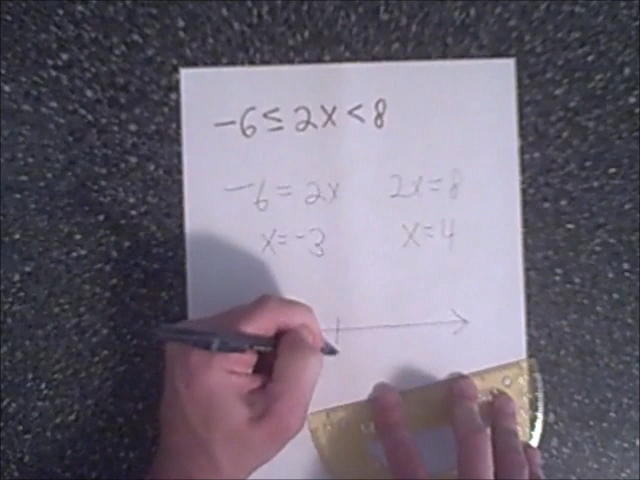 -6 ≤ 2x < 8
-6 = 2x 2x = 8
x = -3 x = 4